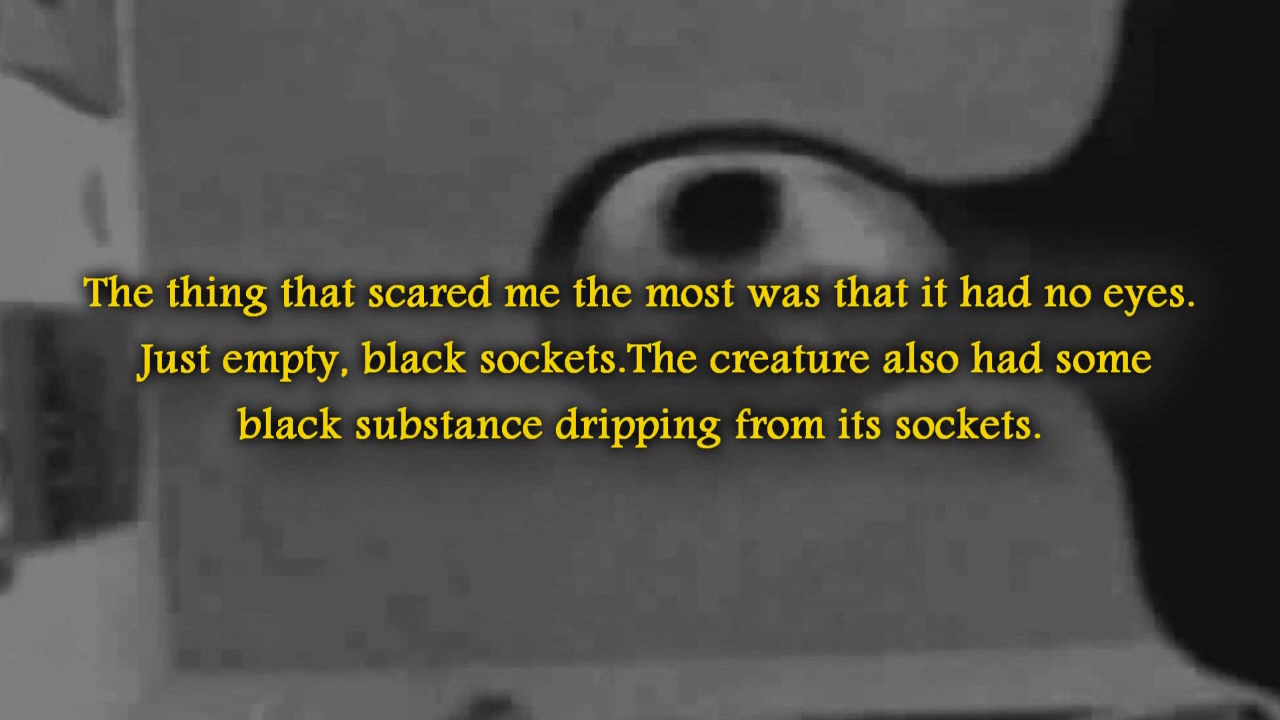 The thing that scared me the most was that it had no eyes.
Just empty, black sockets.The creature also had some
black substance dripping from its sockets.